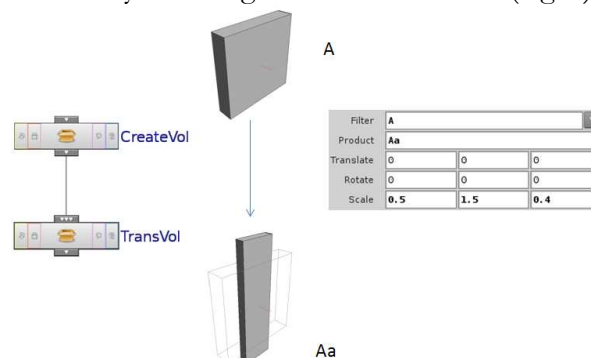 A
CreateVol
TransVol
Aa
Filter A
Product Aa
Translate 0 0 0
Rotate 0 0 0
Scale 0.5 1.5 0.4